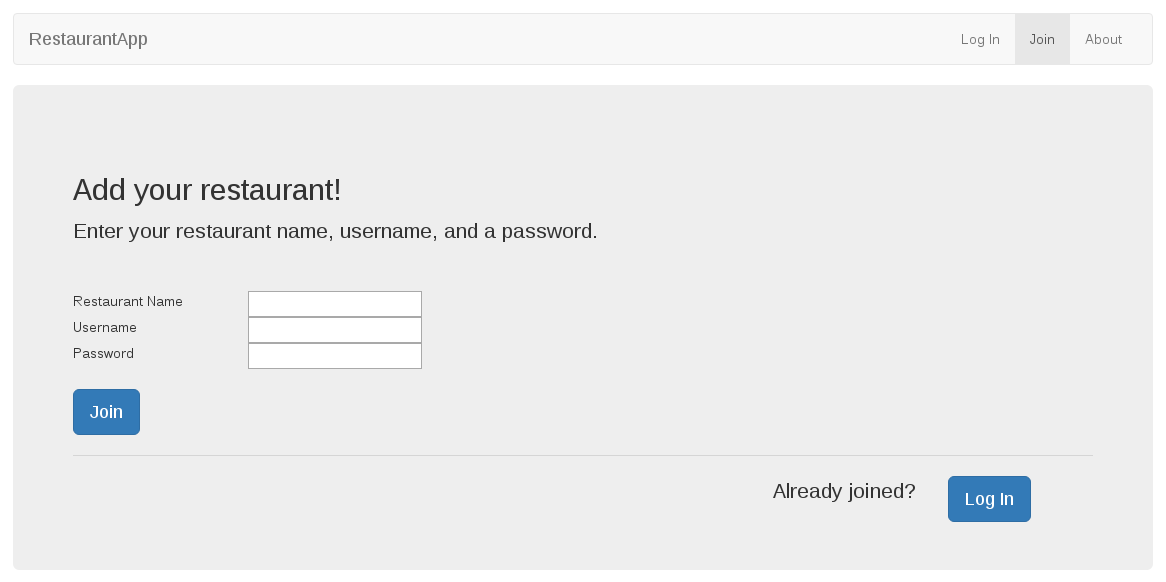 RestaurantApp Log In Join About
Add your restaurant!
Enter your restaurant name, username, and a password.
Restaurant Name
Username
Password
Join
Already joined? Log In